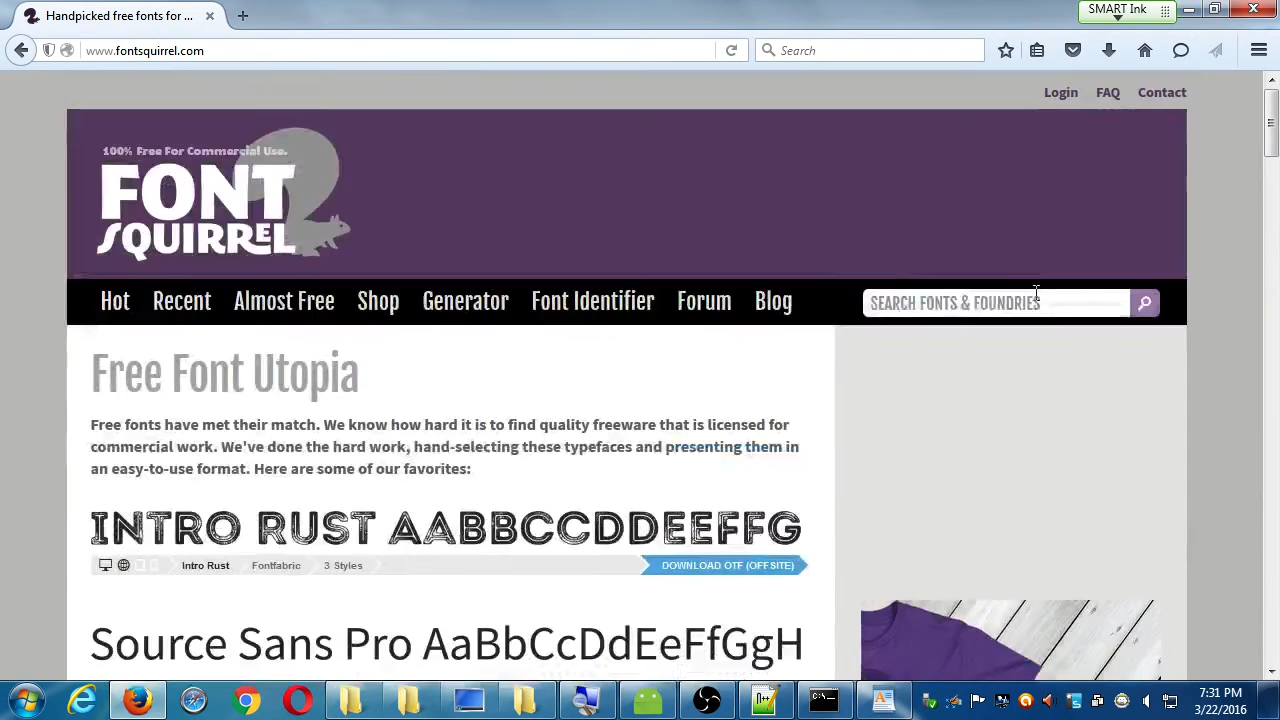 Handpicked free fonts for ...
SMART Ink
www.fontsquirrel.com
Search
Login FAQ Contact
100% Free For Commercial Use.
FONT
SQUIRREL
Hot Recent Almost Free Shop Generator Font Identifier Forum Blog
SEARCH FONTS & FOUNDRIES
Free Font Utopia
Free fonts have met their match. We know how hard it is to find quality freeware that is licensed for
commercial work. We've done the hard work, hand-selecting these typefaces and presenting them in
an easy-to-use format. Here are some of our favorites:
INTRO RUST AABBCCDDEEFFG
Intro Rust Fontfabric 3 Styles DOWNLOAD OTF (OFFSITE)
Source Sans Pro AaBbCcDdEeFfGgH
7:31 PM
3/22/2016